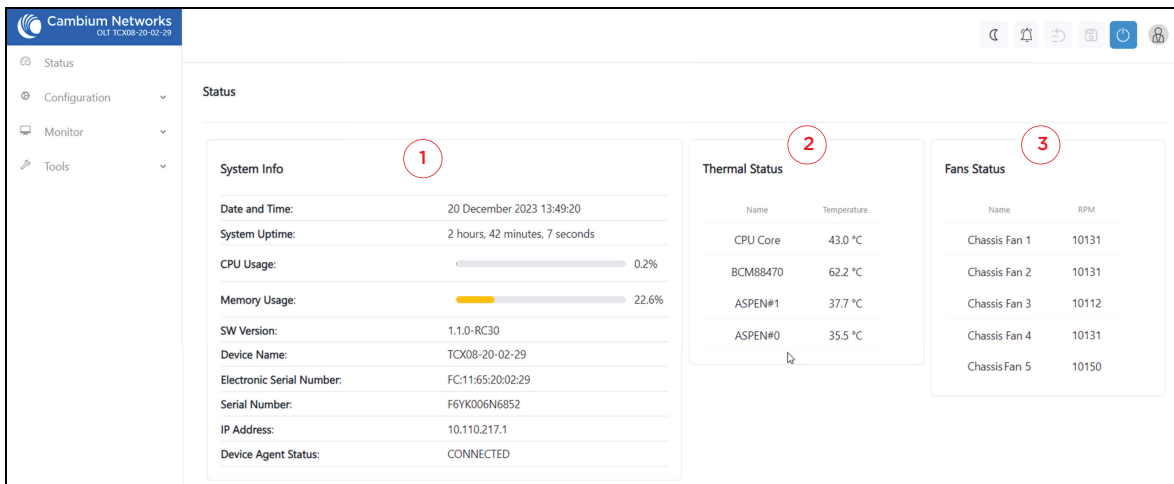 Cambium Networks
OLT TCX08-20-02-29
Status
Configuration
Monitor
Tools
Status
1
System Info
Date and Time: 20 December 2023 13:49:20
System Uptime: 2 hours, 42 minutes, 7 seconds
CPU Usage: 0.2%
Memory Usage: 22.6%
SW Version: 1.1.0-RC30
Device Name: TCX08-20-02-29
Electronic Serial Number: FC:11:65:20:02:29
Serial Number: F6YK006N6852
IP Address: 10.110.217.1
Device Agent Status: CONNECTED
2
Thermal Status
Name Temperature
CPU Core 43.0 °C
BCM88470 62.2 °C
ASPEN#1 37.7 °C
ASPEN#0 35.5 °C
3
Fans Status
Name RPM
Chassis Fan 1 10131
Chassis Fan 2 10131
Chassis Fan 3 10112
Chassis Fan 4 10131
Chassis Fan 5 10150